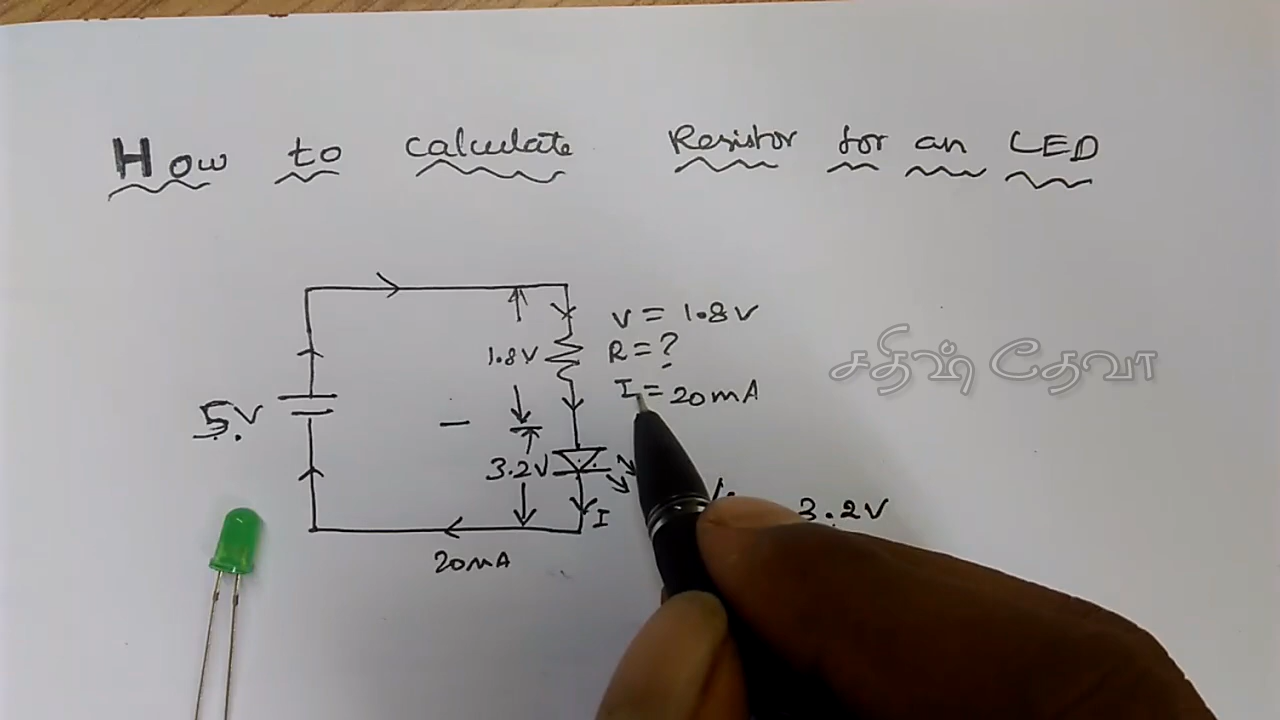 How to calculate Resistor for an LED
V = 1.8V
R = ?
I = 20mA
சதிஷ் தேவா
1.8V
5V
3.2V
I
3.2V
20mA